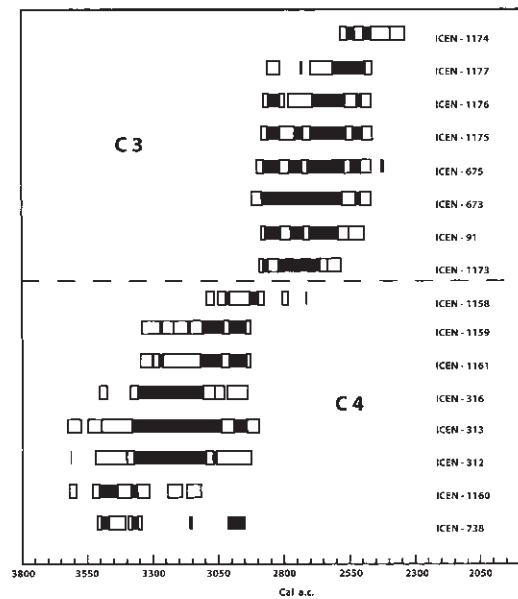 ICEN - 1174
ICEN - 1177
ICEN - 1176
C 3
ICEN - 1175
ICEN - 675
ICEN - 673
ICEN - 91
ICEN - 1173
ICEN - 1158
ICEN - 1159
ICEN - 1161
ICEN - 316
C 4
ICEN - 313
ICEN - 312
ICEN - 1160
ICEN - 738
3800 3550 3300 3050 2800 2550 2300 2050
Cal a.c.